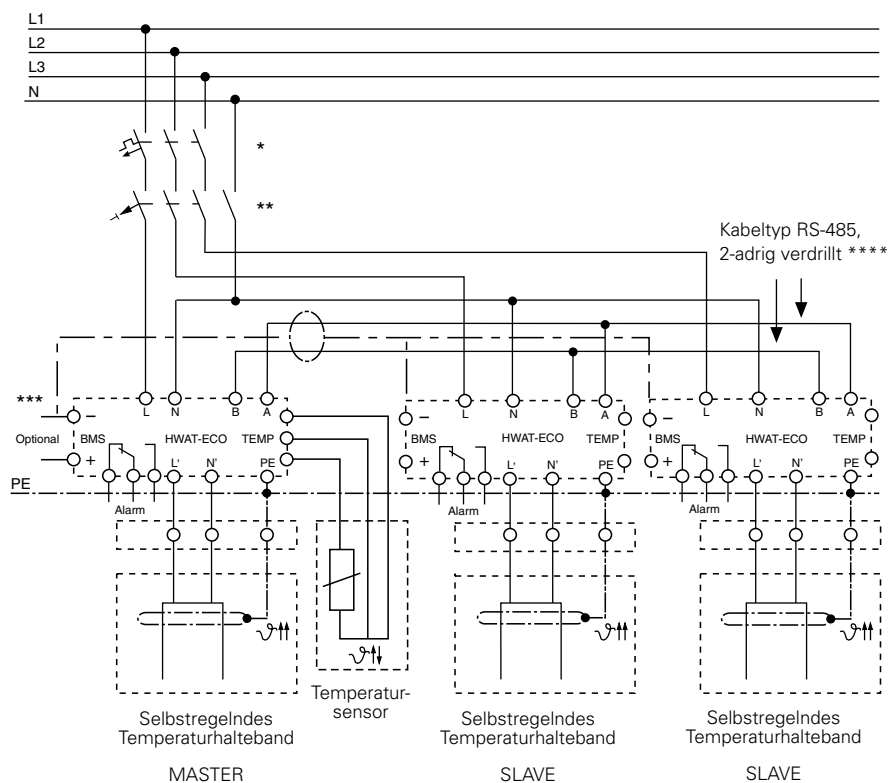 L1
L2
L3
N
*
**
Kabeltyp RS-485,
2-adrig verdrillt ****
***
L N B A
L N B A
L N B A
Optional
− BMS HWAT-ECO TEMP
− BMS HWAT-ECO TEMP
− BMS HWAT-ECO TEMP
+ L' N' PE
+ L' N' PE
+ L' N' PE
PE
Alarm
Alarm
Alarm
ϑ
ϑ
ϑ
ϑ
Temperatur-
sensor
Selbstregelndes
Temperaturhalteband
Selbstregelndes
Temperaturhalteband
Selbstregelndes
Temperaturhalteband
MASTER
SLAVE
SLAVE